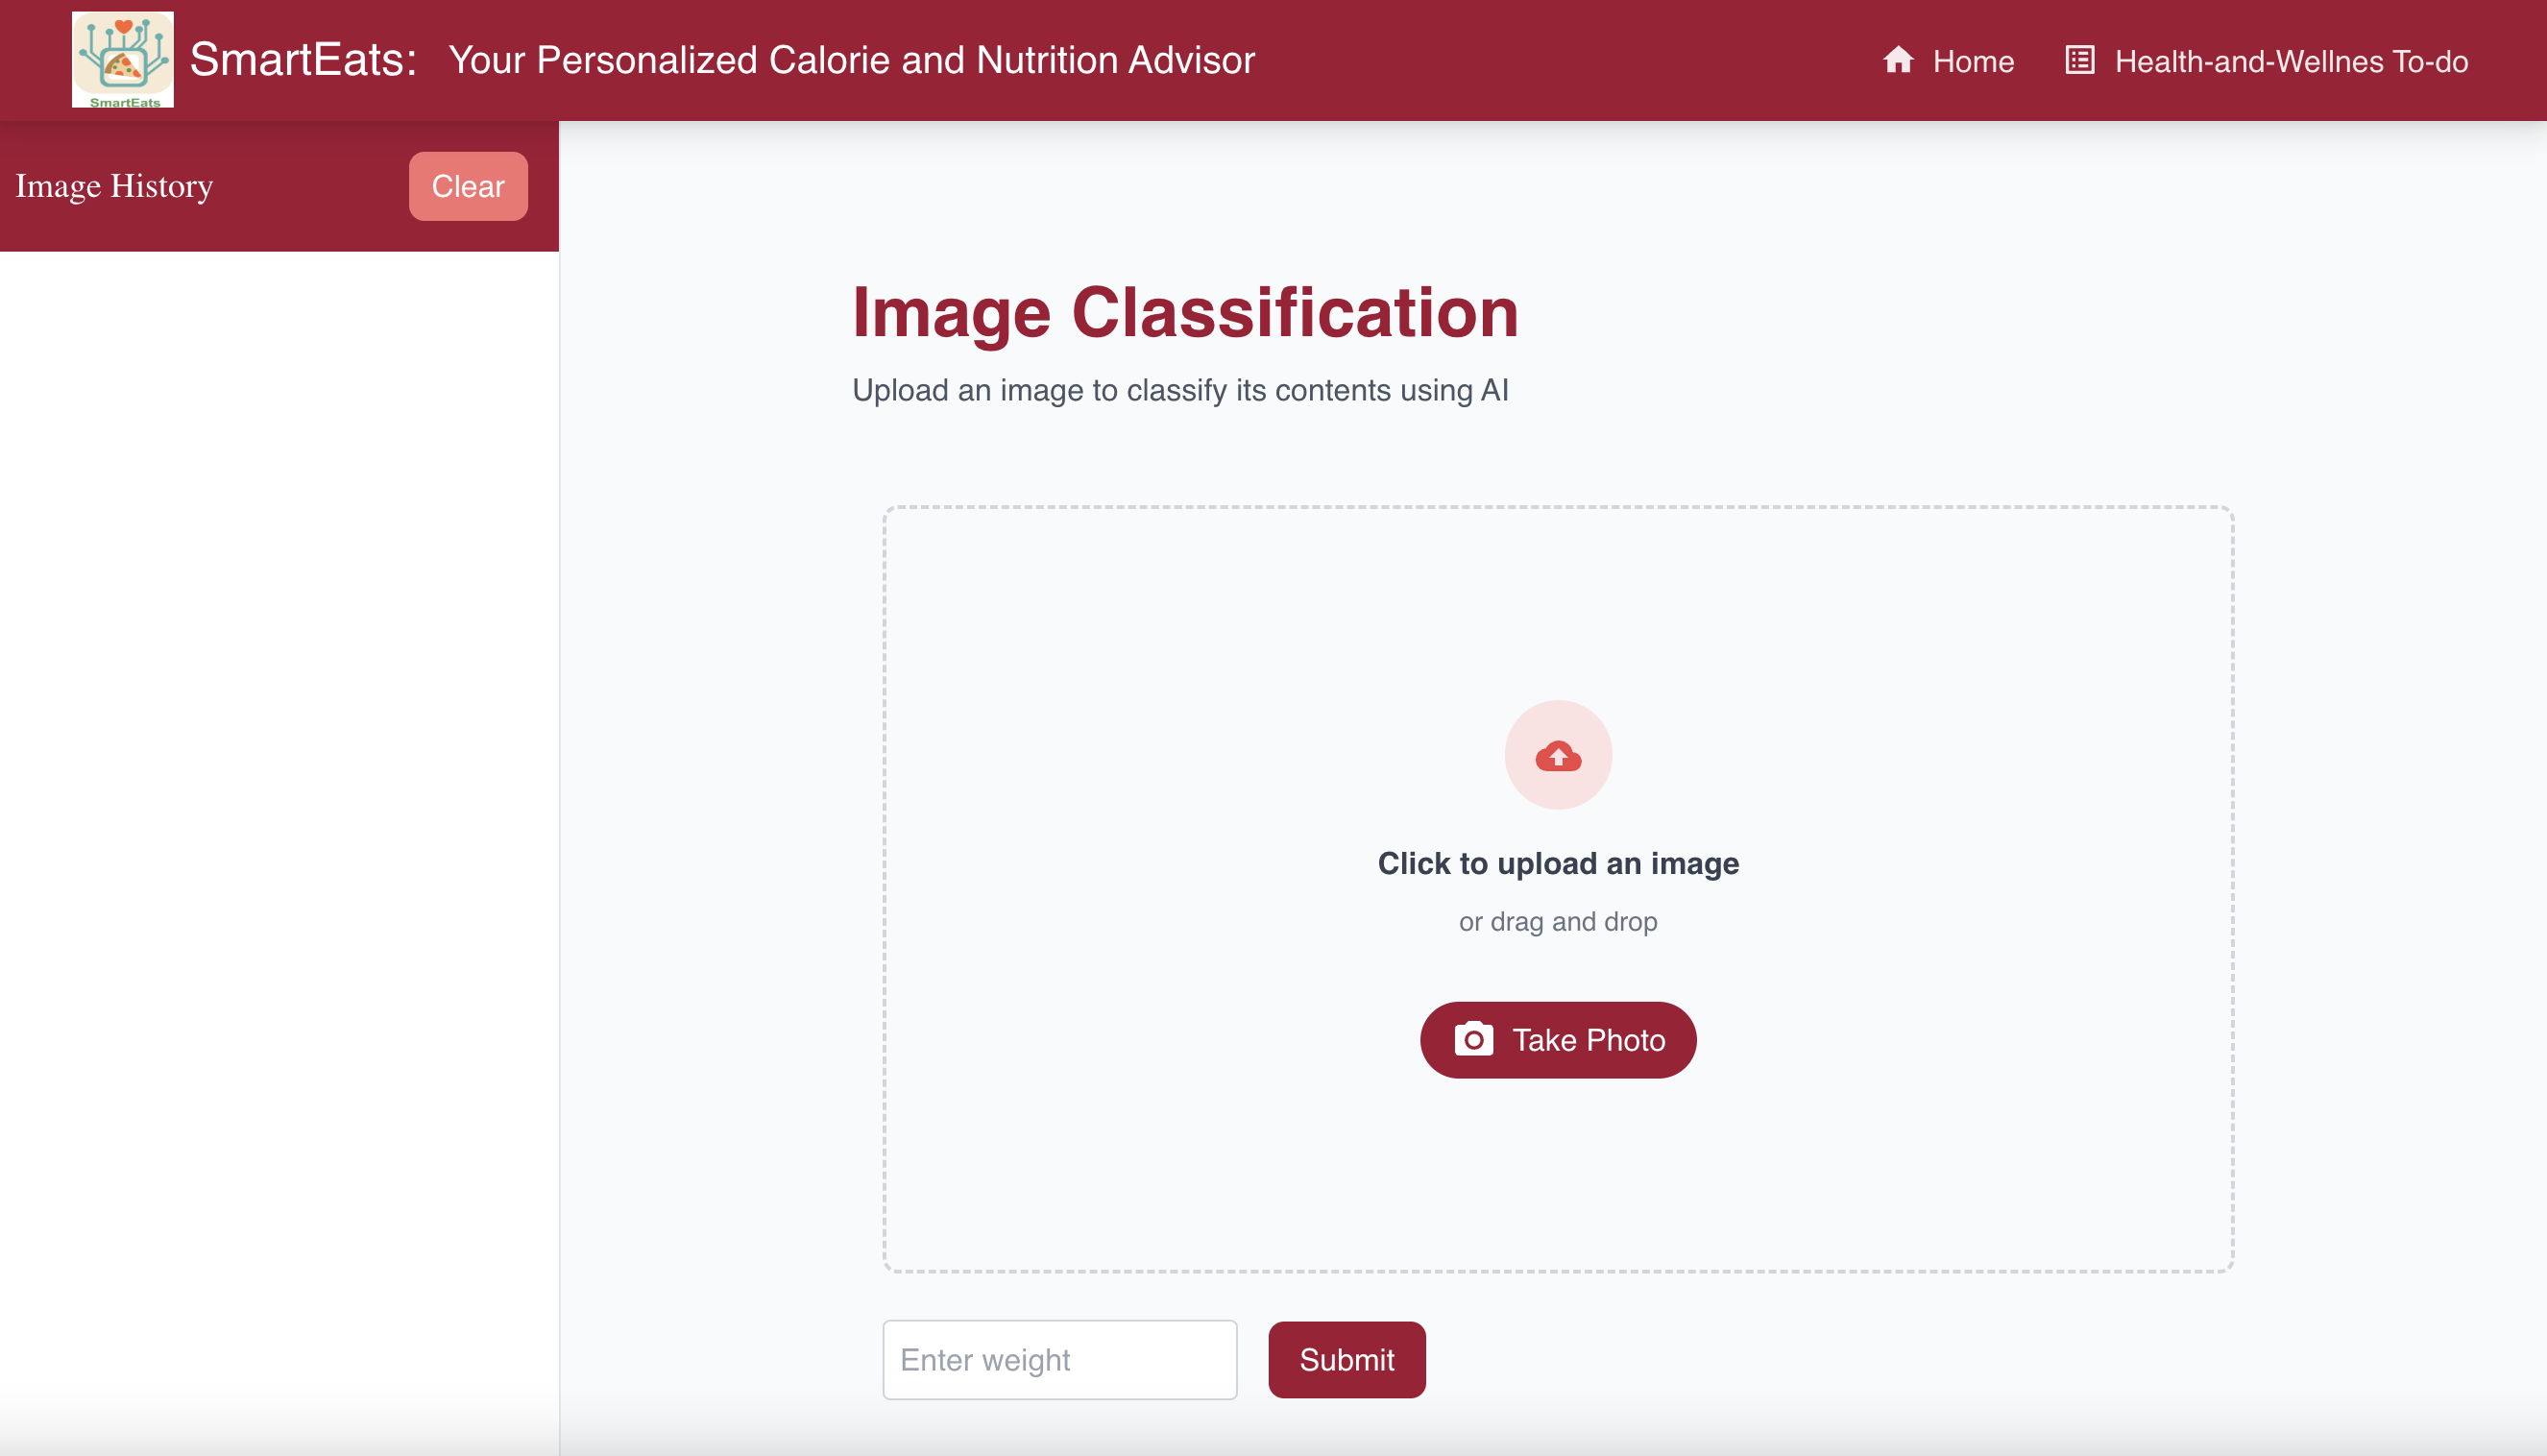 SmartEats
SmartEats: Your Personalized Calorie and Nutrition Advisor
Home
Health-and-Wellnes To-do
Image History
Clear
Image Classification
Upload an image to classify its contents using AI
Click to upload an image
or drag and drop
Take Photo
Enter weight
Submit